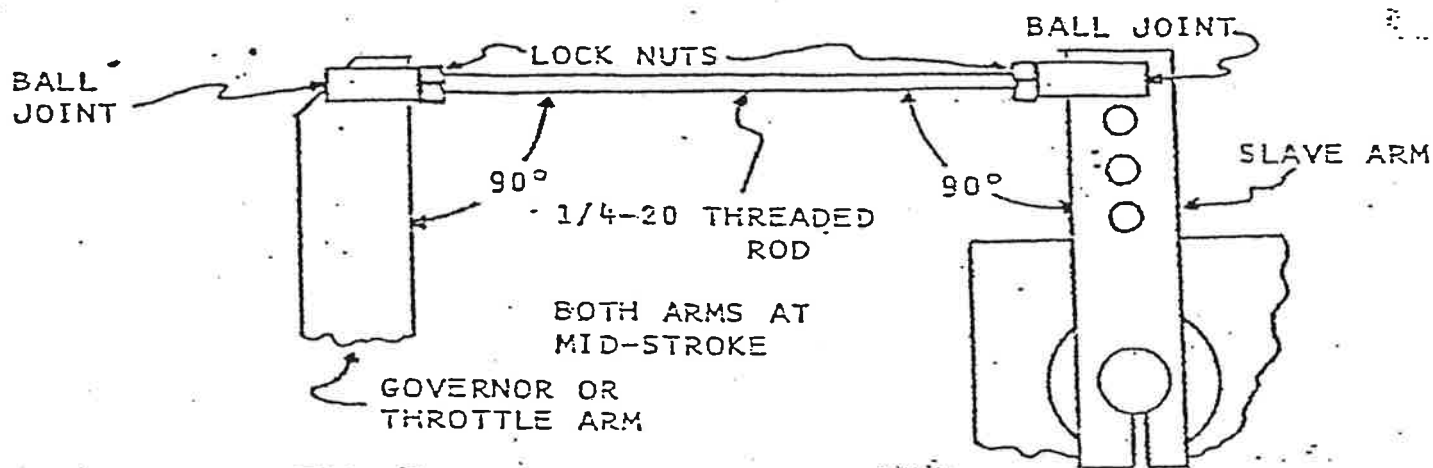 BALL JOINT
LOCK NUTS
BALL
JOINT
SLAVE ARM
90°
90°
1/4-20 THREADED
ROD
BOTH ARMS AT
MID-STROKE
GOVERNOR OR
THROTTLE ARM